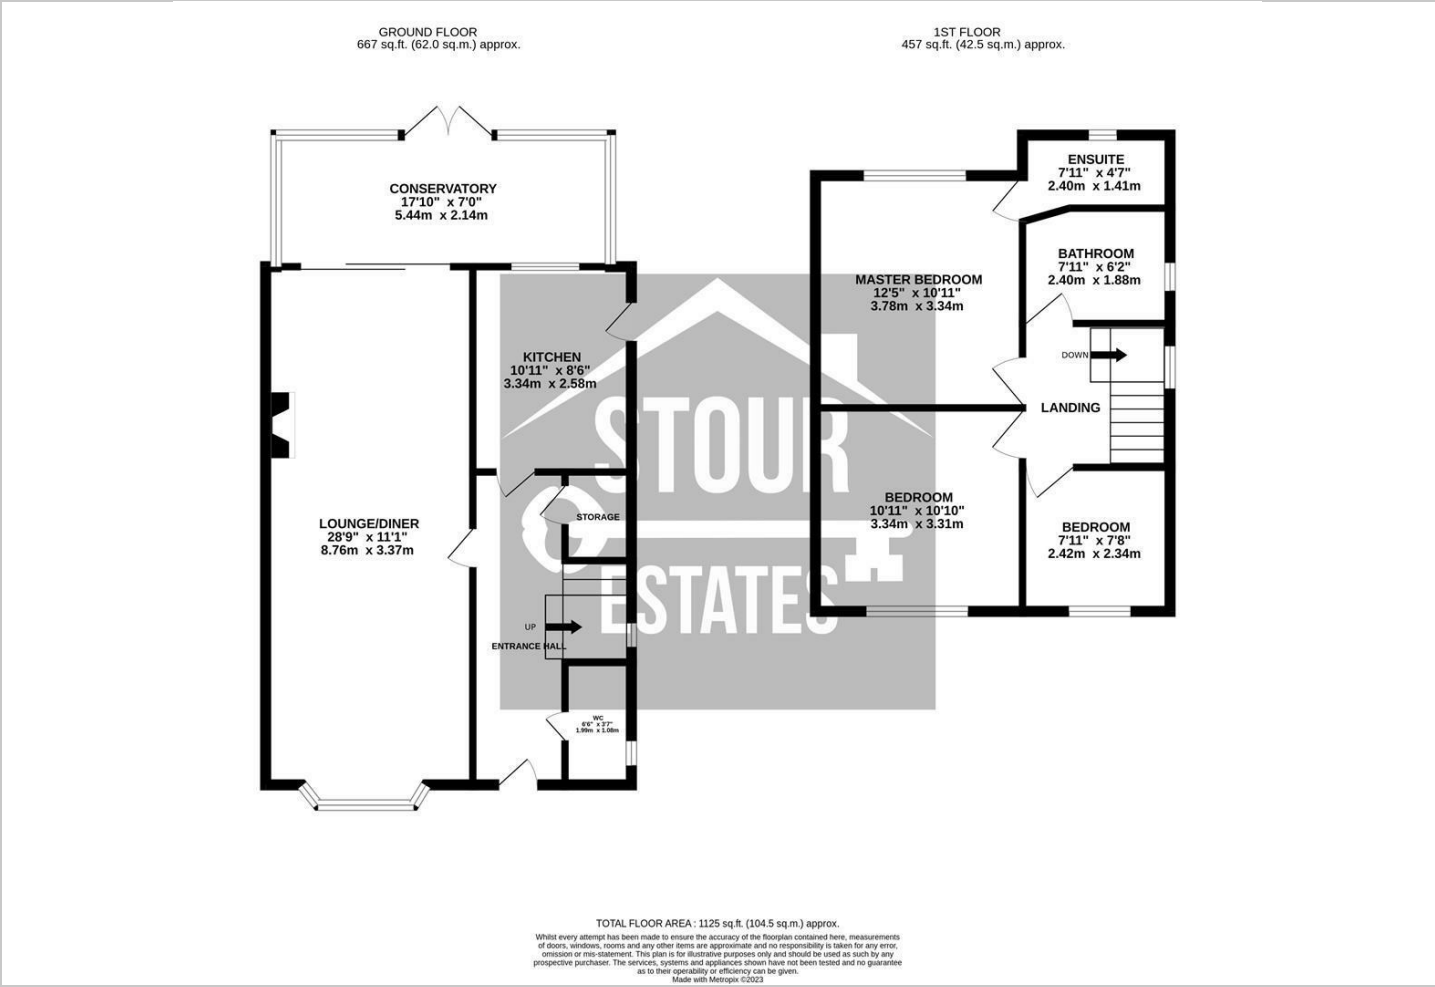 GROUND FLOOR
667 sq.ft. (62.0 sq.m.) approx.
1ST FLOOR
457 sq.ft. (42.5 sq.m.) approx.
CONSERVATORY
17'10" x 7'0"
5.44m x 2.14m
KITCHEN
10'11" x 8'6"
3.34m x 2.58m
LOUNGE/DINER
28'9" x 11'1"
8.76m x 3.37m
STORAGE
UP
ENTRANCE HALL
WC
6'6" x 3'7"
1.99m x 1.08m
STOUR
ESTATES
ENSUITE
7'11" x 4'7"
2.40m x 1.41m
BATHROOM
7'11" x 6'2"
2.40m x 1.88m
MASTER BEDROOM
12'5" x 10'11"
3.78m x 3.34m
DOWN
LANDING
BEDROOM
10'11" x 10'10"
3.34m x 3.31m
BEDROOM
7'11" x 7'8"
2.42m x 2.34m
TOTAL FLOOR AREA : 1125 sq.ft. (104.5 sq.m.) approx.
Whilst every attempt has been made to ensure the accuracy of the floorplan contained here, measurements
of doors, windows, rooms and any other items are approximate and no responsibility is taken for any error,
omission or mis-statement. This plan is for illustrative purposes only and should be used as such by any
prospective purchaser. The services, systems and appliances shown have not been tested and no guarantee
as to their operability or efficiency can be given.
Made with Metropix ©2023